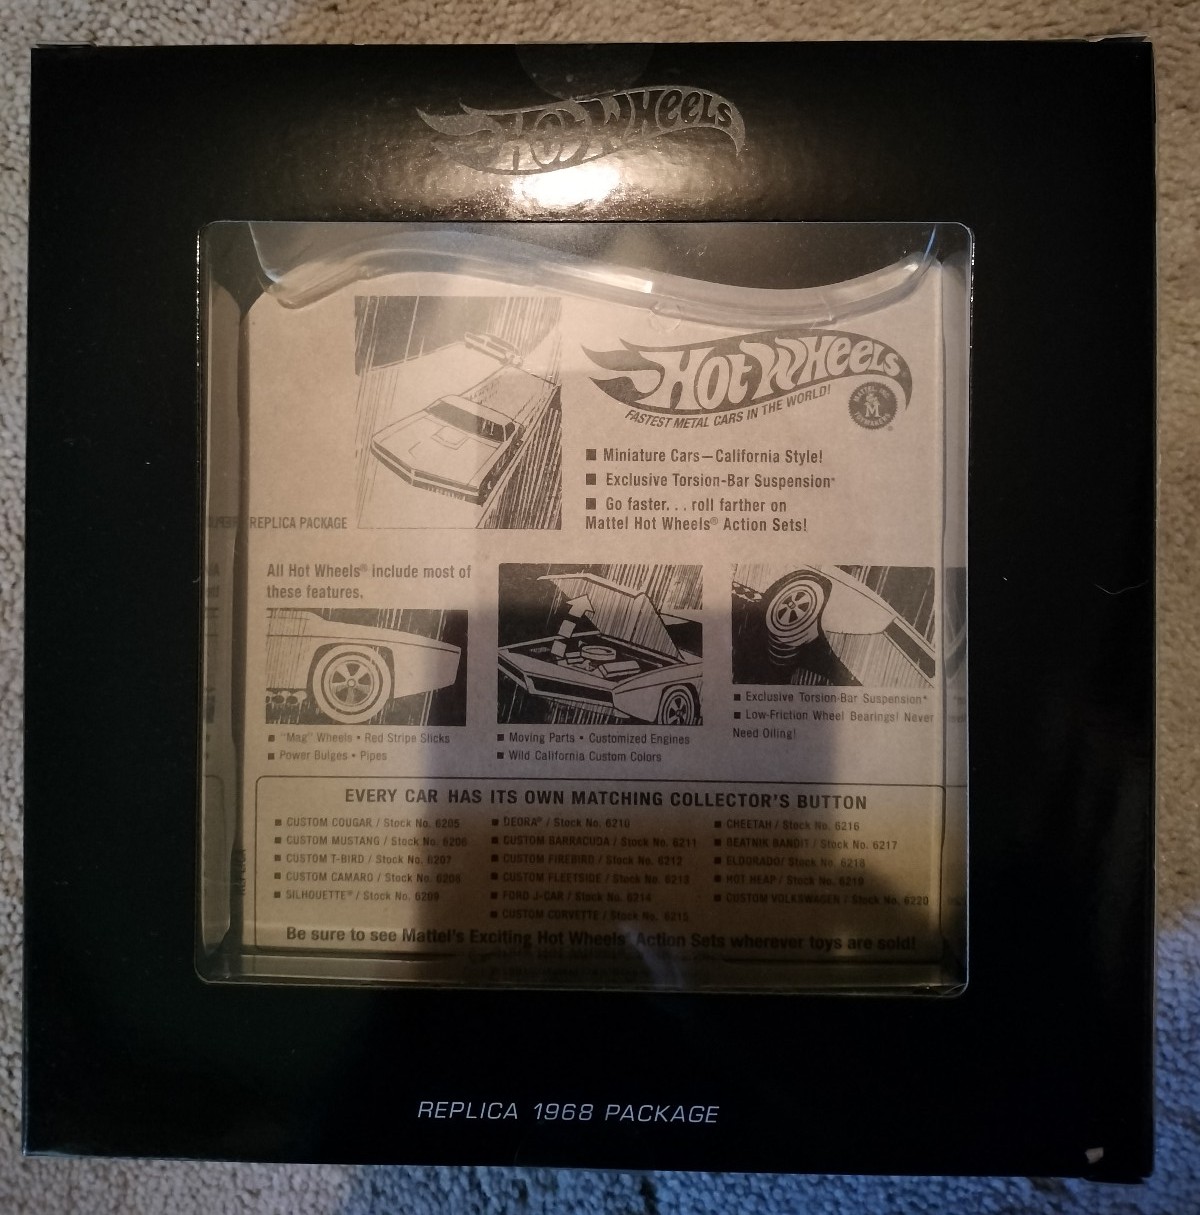 Hot Wheels
Hot Wheels
FASTEST METAL CARS IN THE WORLD!
MATTEL, INC.
M
TOYMAKERS
®
■ Miniature Cars—California Style!
■ Exclusive Torsion-Bar Suspension*
■ Go faster...roll farther on
Mattel Hot Wheels® Action Sets!
REPLICA PACKAGE
All Hot Wheels® include most of
these features.
■ "Mag" Wheels • Red Stripe Slicks
■ Power Bulges • Pipes
■ Moving Parts • Customized Engines
■ Wild California Custom Colors
■ Exclusive Torsion-Bar Suspension*
■ Low-Friction Wheel Bearings! Never
Need Oiling!
EVERY CAR HAS ITS OWN MATCHING COLLECTOR'S BUTTON
■ CUSTOM COUGAR / Stock No. 6205
■ CUSTOM MUSTANG / Stock No. 6206
■ CUSTOM T-BIRD / Stock No. 6207
■ CUSTOM CAMARO / Stock No. 6208
■ SILHOUETTE® / Stock No. 6209
■ DEORA® / Stock No. 6210
■ CUSTOM BARRACUDA / Stock No. 6211
■ CUSTOM FIREBIRD / Stock No. 6212
■ CUSTOM FLEETSIDE / Stock No. 6213
■ FORD J-CAR / Stock No. 6214
■ CUSTOM CORVETTE / Stock No. 6215
■ CHEETAH / Stock No. 6216
■ BEATNIK BANDIT / Stock No. 6217
■ ELDORADO / Stock No. 6218
■ HOT HEAP / Stock No. 6219
■ CUSTOM VOLKSWAGEN / Stock No. 6220
Be sure to see Mattel's Exciting Hot Wheels® Action Sets wherever toys are sold!
REPLICA 1968 PACKAGE